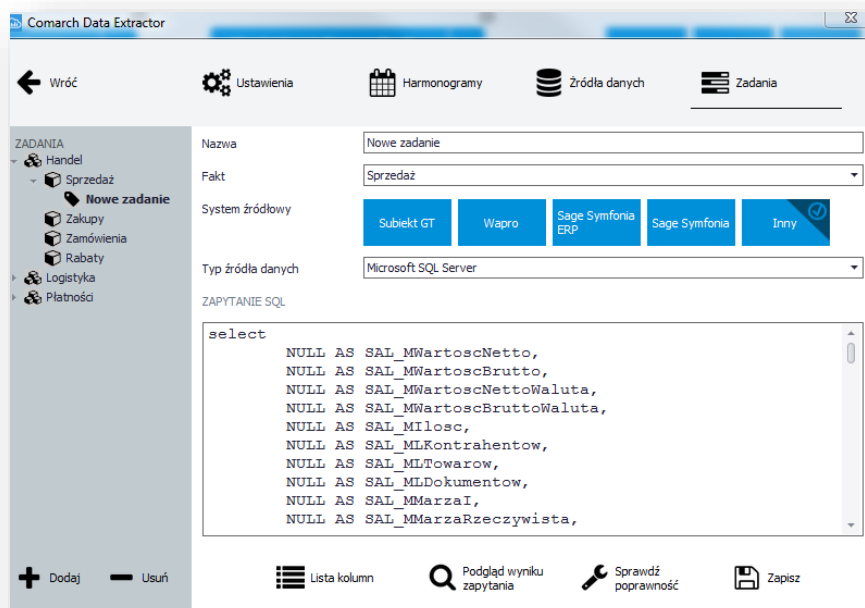 Comarch Data Extractor
Wróć
Ustawienia
Harmonogramy
Źródła danych
Zadania
ZADANIA
Handel
Sprzedaż
Nowe zadanie
Zakupy
Zamówienia
Rabaty
Logistyka
Płatności
Nazwa
Nowe zadanie
Fakt
Sprzedaż
System źródłowy
Subiekt GT
Wapro
Sage Symfonia
ERP
Sage Symfonia
Inny
Typ źródła danych
Microsoft SQL Server
ZAPYTANIE SQL
select
NULL AS SAL_MWartoscNetto,
NULL AS SAL_MWartoscBrutto,
NULL AS SAL_MWartoscNettoWaluta,
NULL AS SAL_MWartoscBruttoWaluta,
NULL AS SAL_MIlosc,
NULL AS SAL_MLKontrahentow,
NULL AS SAL_MLTowarow,
NULL AS SAL_MLDokumentow,
NULL AS SAL_MMarzaI,
NULL AS SAL_MMarzaRzeczywista,
Dodaj
Usuń
Lista kolumn
Podgląd wyniku
zapytania
Sprawdź
poprawność
Zapisz